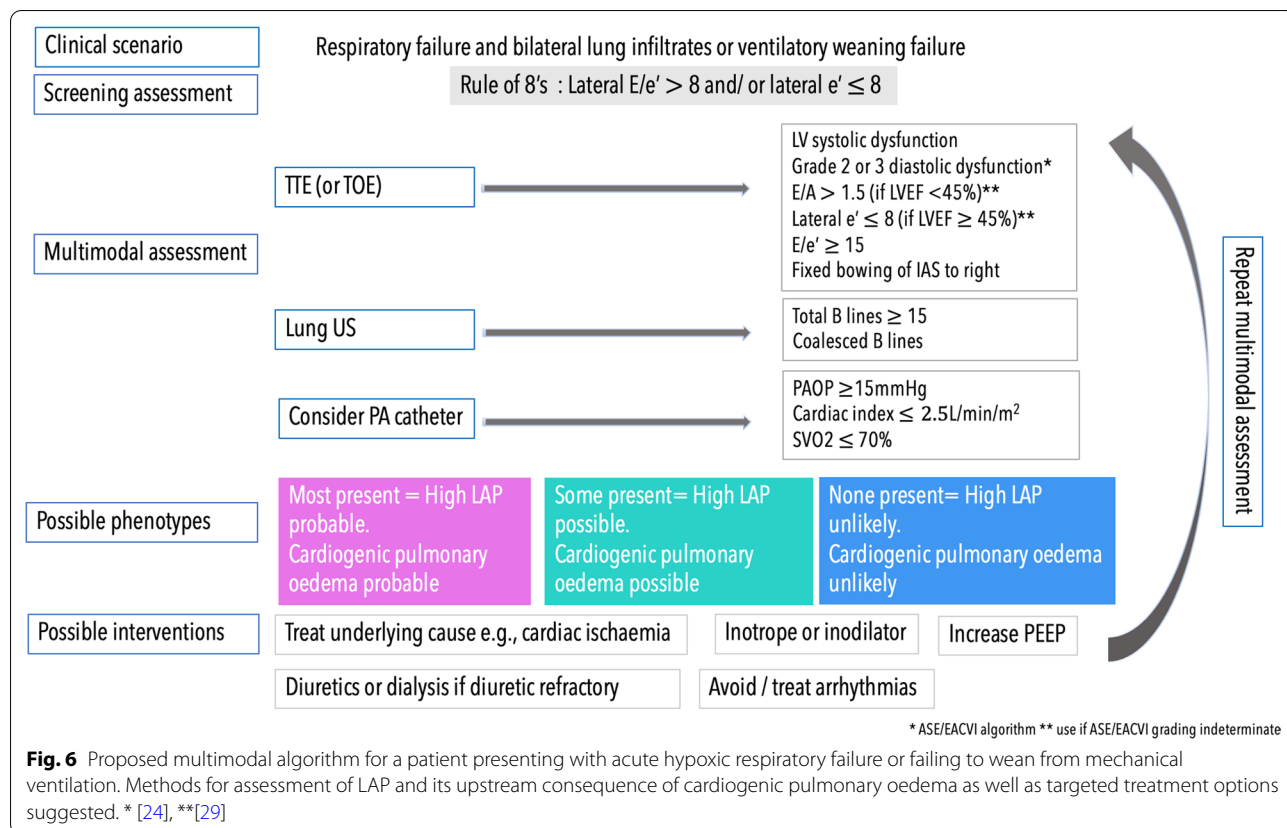 Clinical scenario
Respiratory failure and bilateral lung infiltrates or ventilatory weaning failure
Screening assessment
Rule of 8's : Lateral E/e' > 8 and/ or lateral e' ≤ 8
Multimodal assessment
TTE (or TOE)
LV systolic dysfunction
Grade 2 or 3 diastolic dysfunction*
E/A > 1.5 (if LVEF <45%)**
Lateral e' ≤ 8 (if LVEF ≥ 45%)**
E/e' ≥ 15
Fixed bowing of IAS to right
Lung US
Total B lines ≥ 15
Coalesced B lines
Consider PA catheter
PAOP ≥15mmHg
Cardiac index ≤ 2.5L/min/m²
SVO2 ≤ 70%
Repeat multimodal assessment
Possible phenotypes
Most present = High LAP
probable.
Cardiogenic pulmonary
oedema probable
Some present= High LAP
possible.
Cardiogenic pulmonary
oedema possible
None present= High LAP
unlikely.
Cardiogenic pulmonary oedema
unlikely
Possible interventions
Treat underlying cause e.g., cardiac ischaemia
Inotrope or inodilator
Increase PEEP
Diuretics or dialysis if diuretic refractory
Avoid / treat arrhythmias
* ASE/EACVI algorithm ** use if ASE/EACVI grading indeterminate
Fig. 6 Proposed multimodal algorithm for a patient presenting with acute hypoxic respiratory failure or failing to wean from mechanical
ventilation. Methods for assessment of LAP and its upstream consequence of cardiogenic pulmonary oedema as well as targeted treatment options
suggested. * [24], **[29]